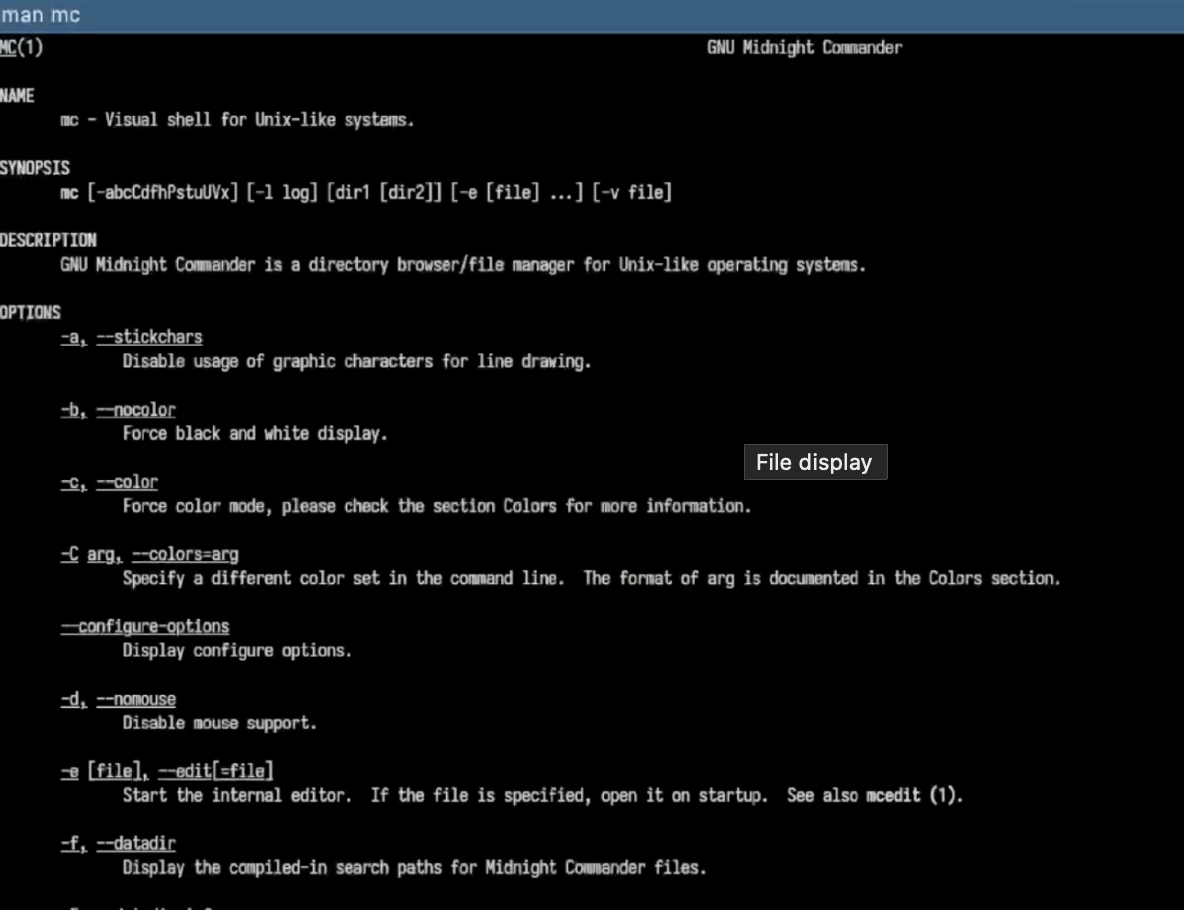 man mc
MC(1) GNU Midnight Commander
NAME
mc - Visual shell for Unix-like systems.
SYNOPSIS
mc [-abcCdfhPstuUVx] [-l log] [dir1 [dir2]] [-e [file] ...] [-v file]
DESCRIPTION
GNU Midnight Commander is a directory browser/file manager for Unix-like operating systems.
OPTIONS
-a, --stickchars
Disable usage of graphic characters for line drawing.
-b, --nocolor
Force black and white display.
File display
-c, --color
Force color mode, please check the section Colors for more information.
-C arg, --colors=arg
Specify a different color set in the command line.  The format of arg is documented in the Colors section.
--configure-options
Display configure options.
-d, --nomouse
Disable mouse support.
-e [file], --edit[=file]
Start the internal editor.  If the file is specified, open it on startup.  See also mcedit (1).
-f, --datadir
Display the compiled-in search paths for Midnight Commander files.